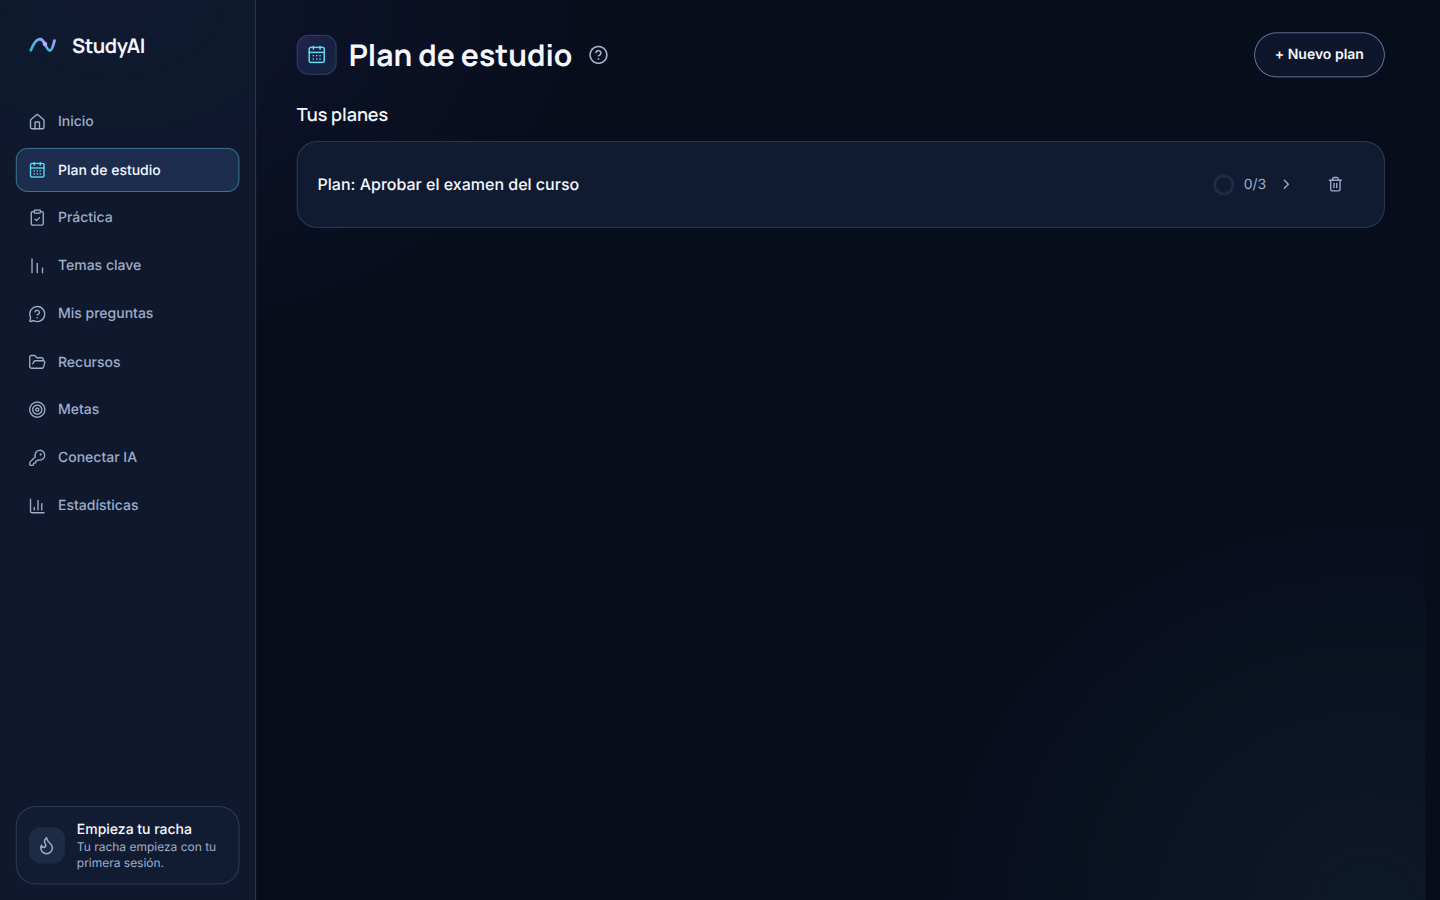 StudyAI
Inicio
Plan de estudio
Práctica
Temas clave
Mis preguntas
Recursos
Metas
Conectar IA
Estadísticas
Empieza tu racha
Tu racha empieza con tu
primera sesión.
Plan de estudio
+ Nuevo plan
Tus planes
Plan: Aprobar el examen del curso
0/3